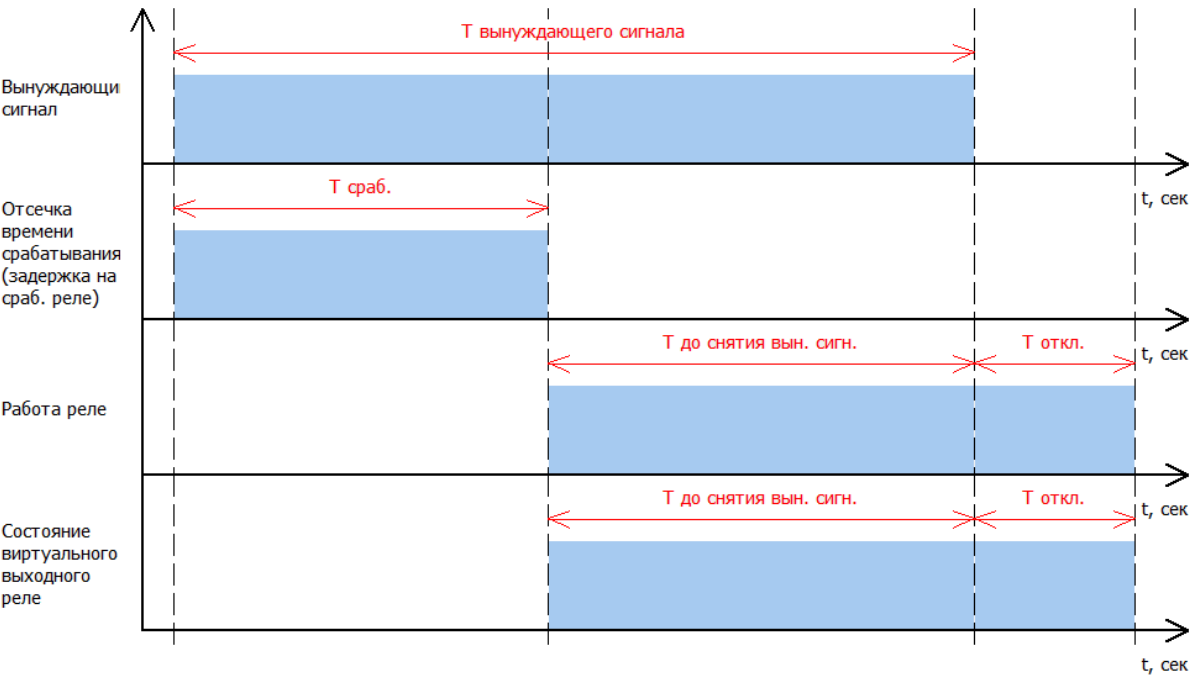 Т вынуждающего сигнала
Вынуждающи
сигнал
t, сек
Т сраб.
Отсечка
времени
срабатывания
(задержка на
сраб. реле)
t, сек
Т до снятия вын. сигн.
Т откл.
Работа реле
t, сек
Т до снятия вын. сигн.
Т откл.
Состояние
виртуального
выходного
реле
t, сек